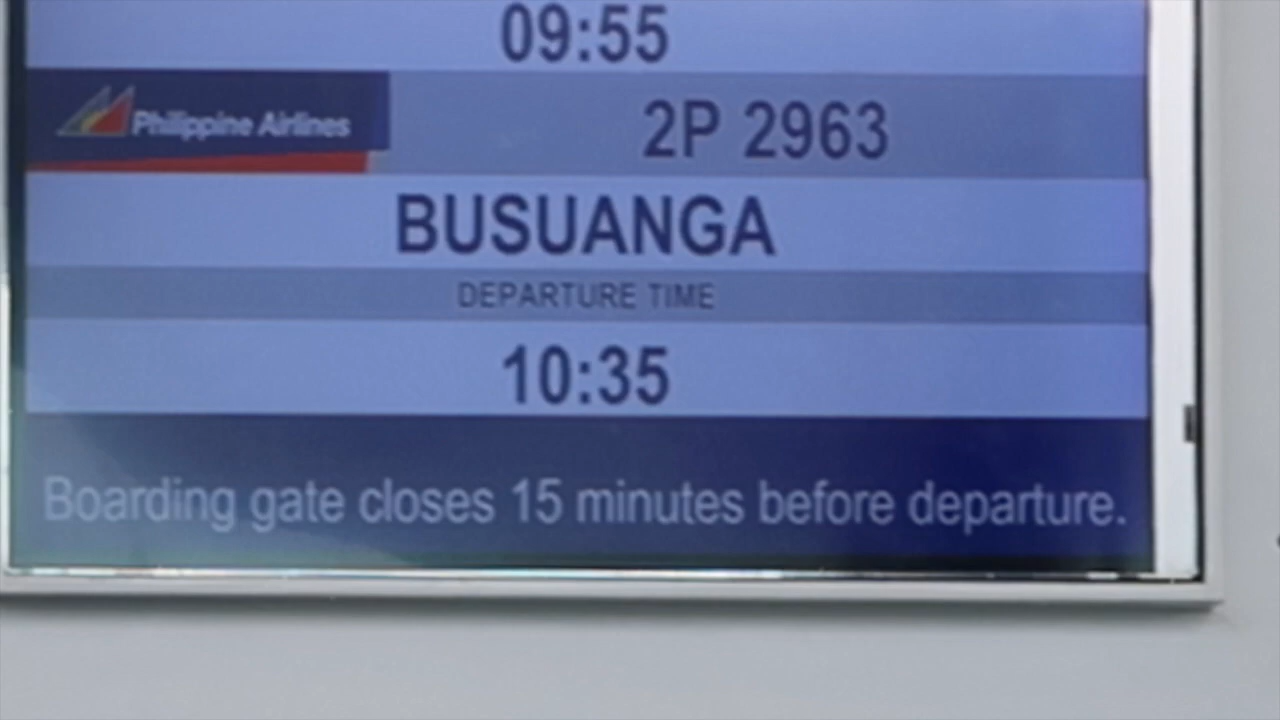 09:55
Philippine Airlines
2P 2963
BUSUANGA
DEPARTURE TIME
10:35
Boarding gate closes 15 minutes before departure.